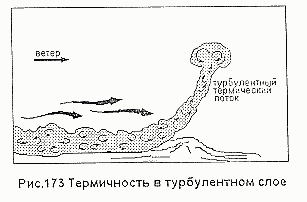 ветер
турбулентный
термический
поток
Рис.173 Термичность в турбулентном слое